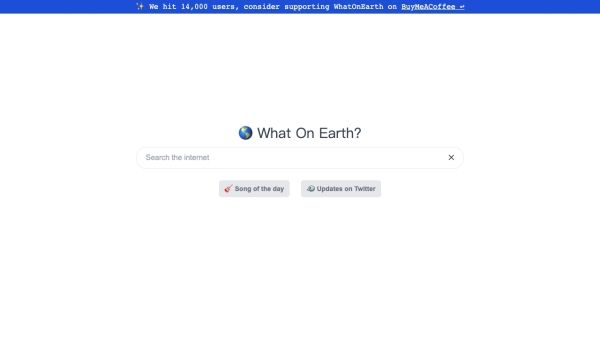 ✨ We hit 14,000 users, consider supporting WhatOnEarth on BuyMeACoffee ↩
🌎 What On Earth?
Search the internet ✕
🎸 Song of the day
Updates on Twitter